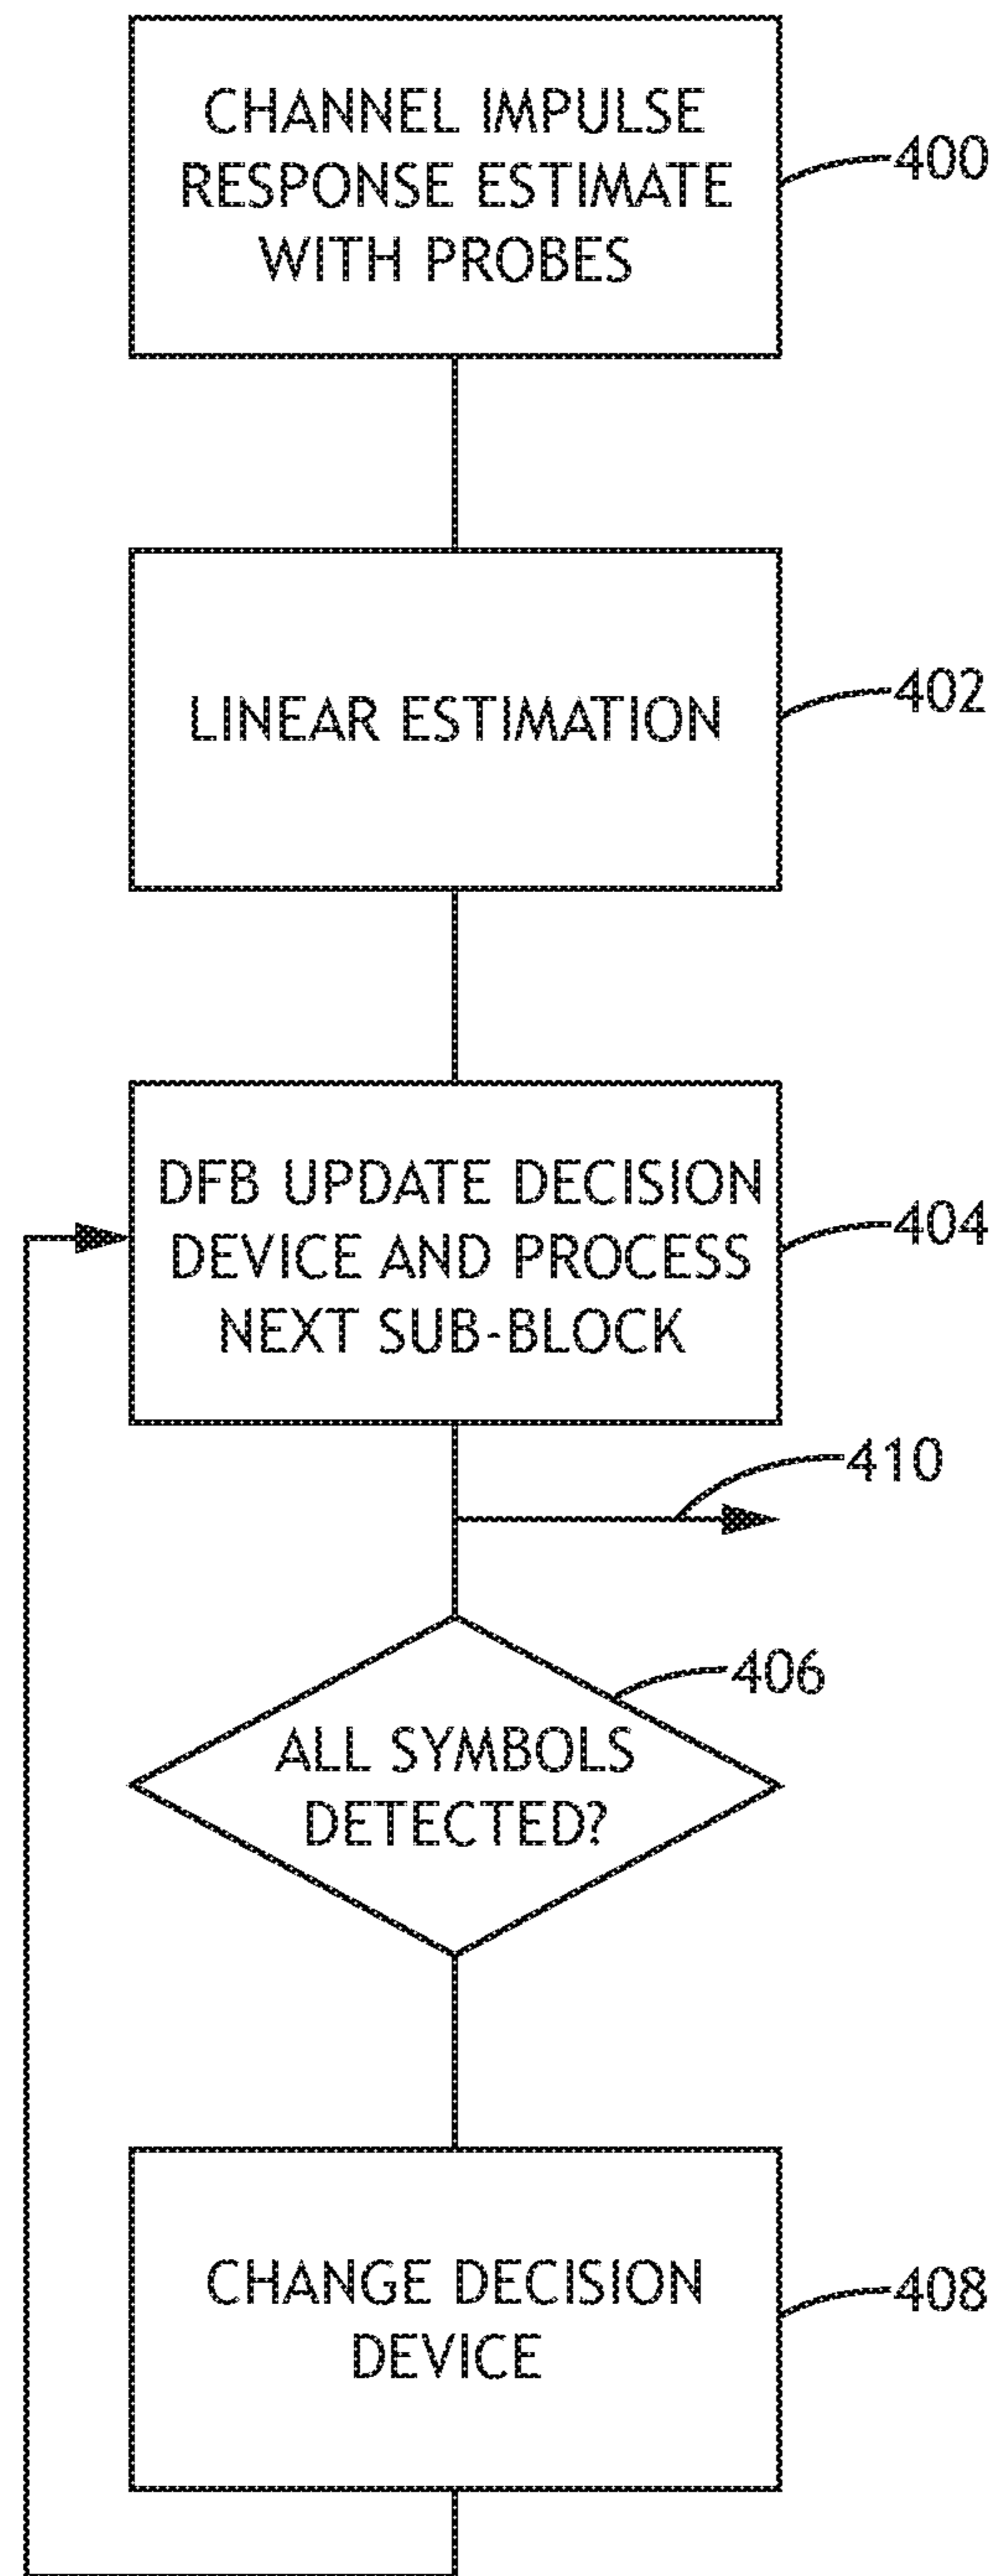 CHANNEL IMPULSE
RESPONSE ESTIMATE
WITH PROBES
400
LINEAR ESTIMATION
402
DFB UPDATE DECISION
DEVICE AND PROCESS
NEXT SUB-BLOCK
404
410
406
ALL SYMBOLS
DETECTED?
CHANGE DECISION
DEVICE
408